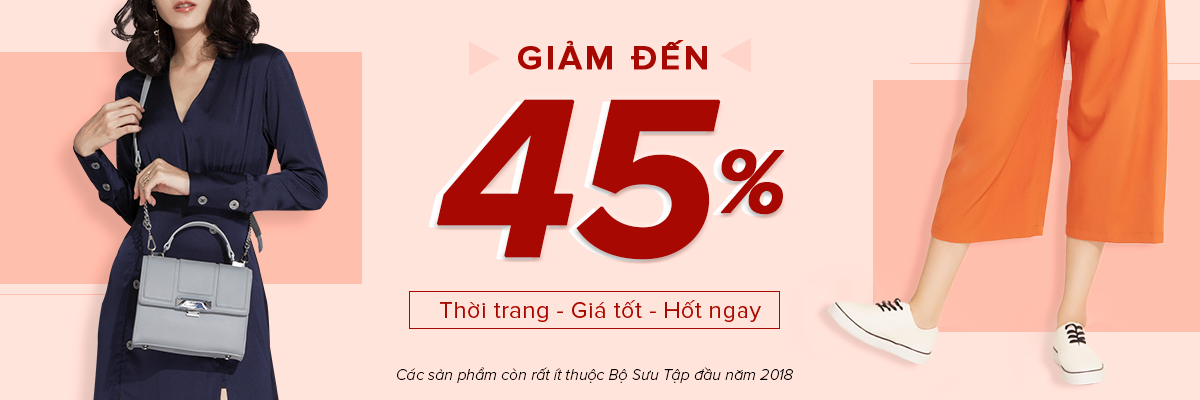 GIẢM ĐẾN
45%
Thời trang - Giá tốt - Hốt ngay
Các sản phẩm còn rất ít thuộc Bộ Sưu Tập đầu năm 2018